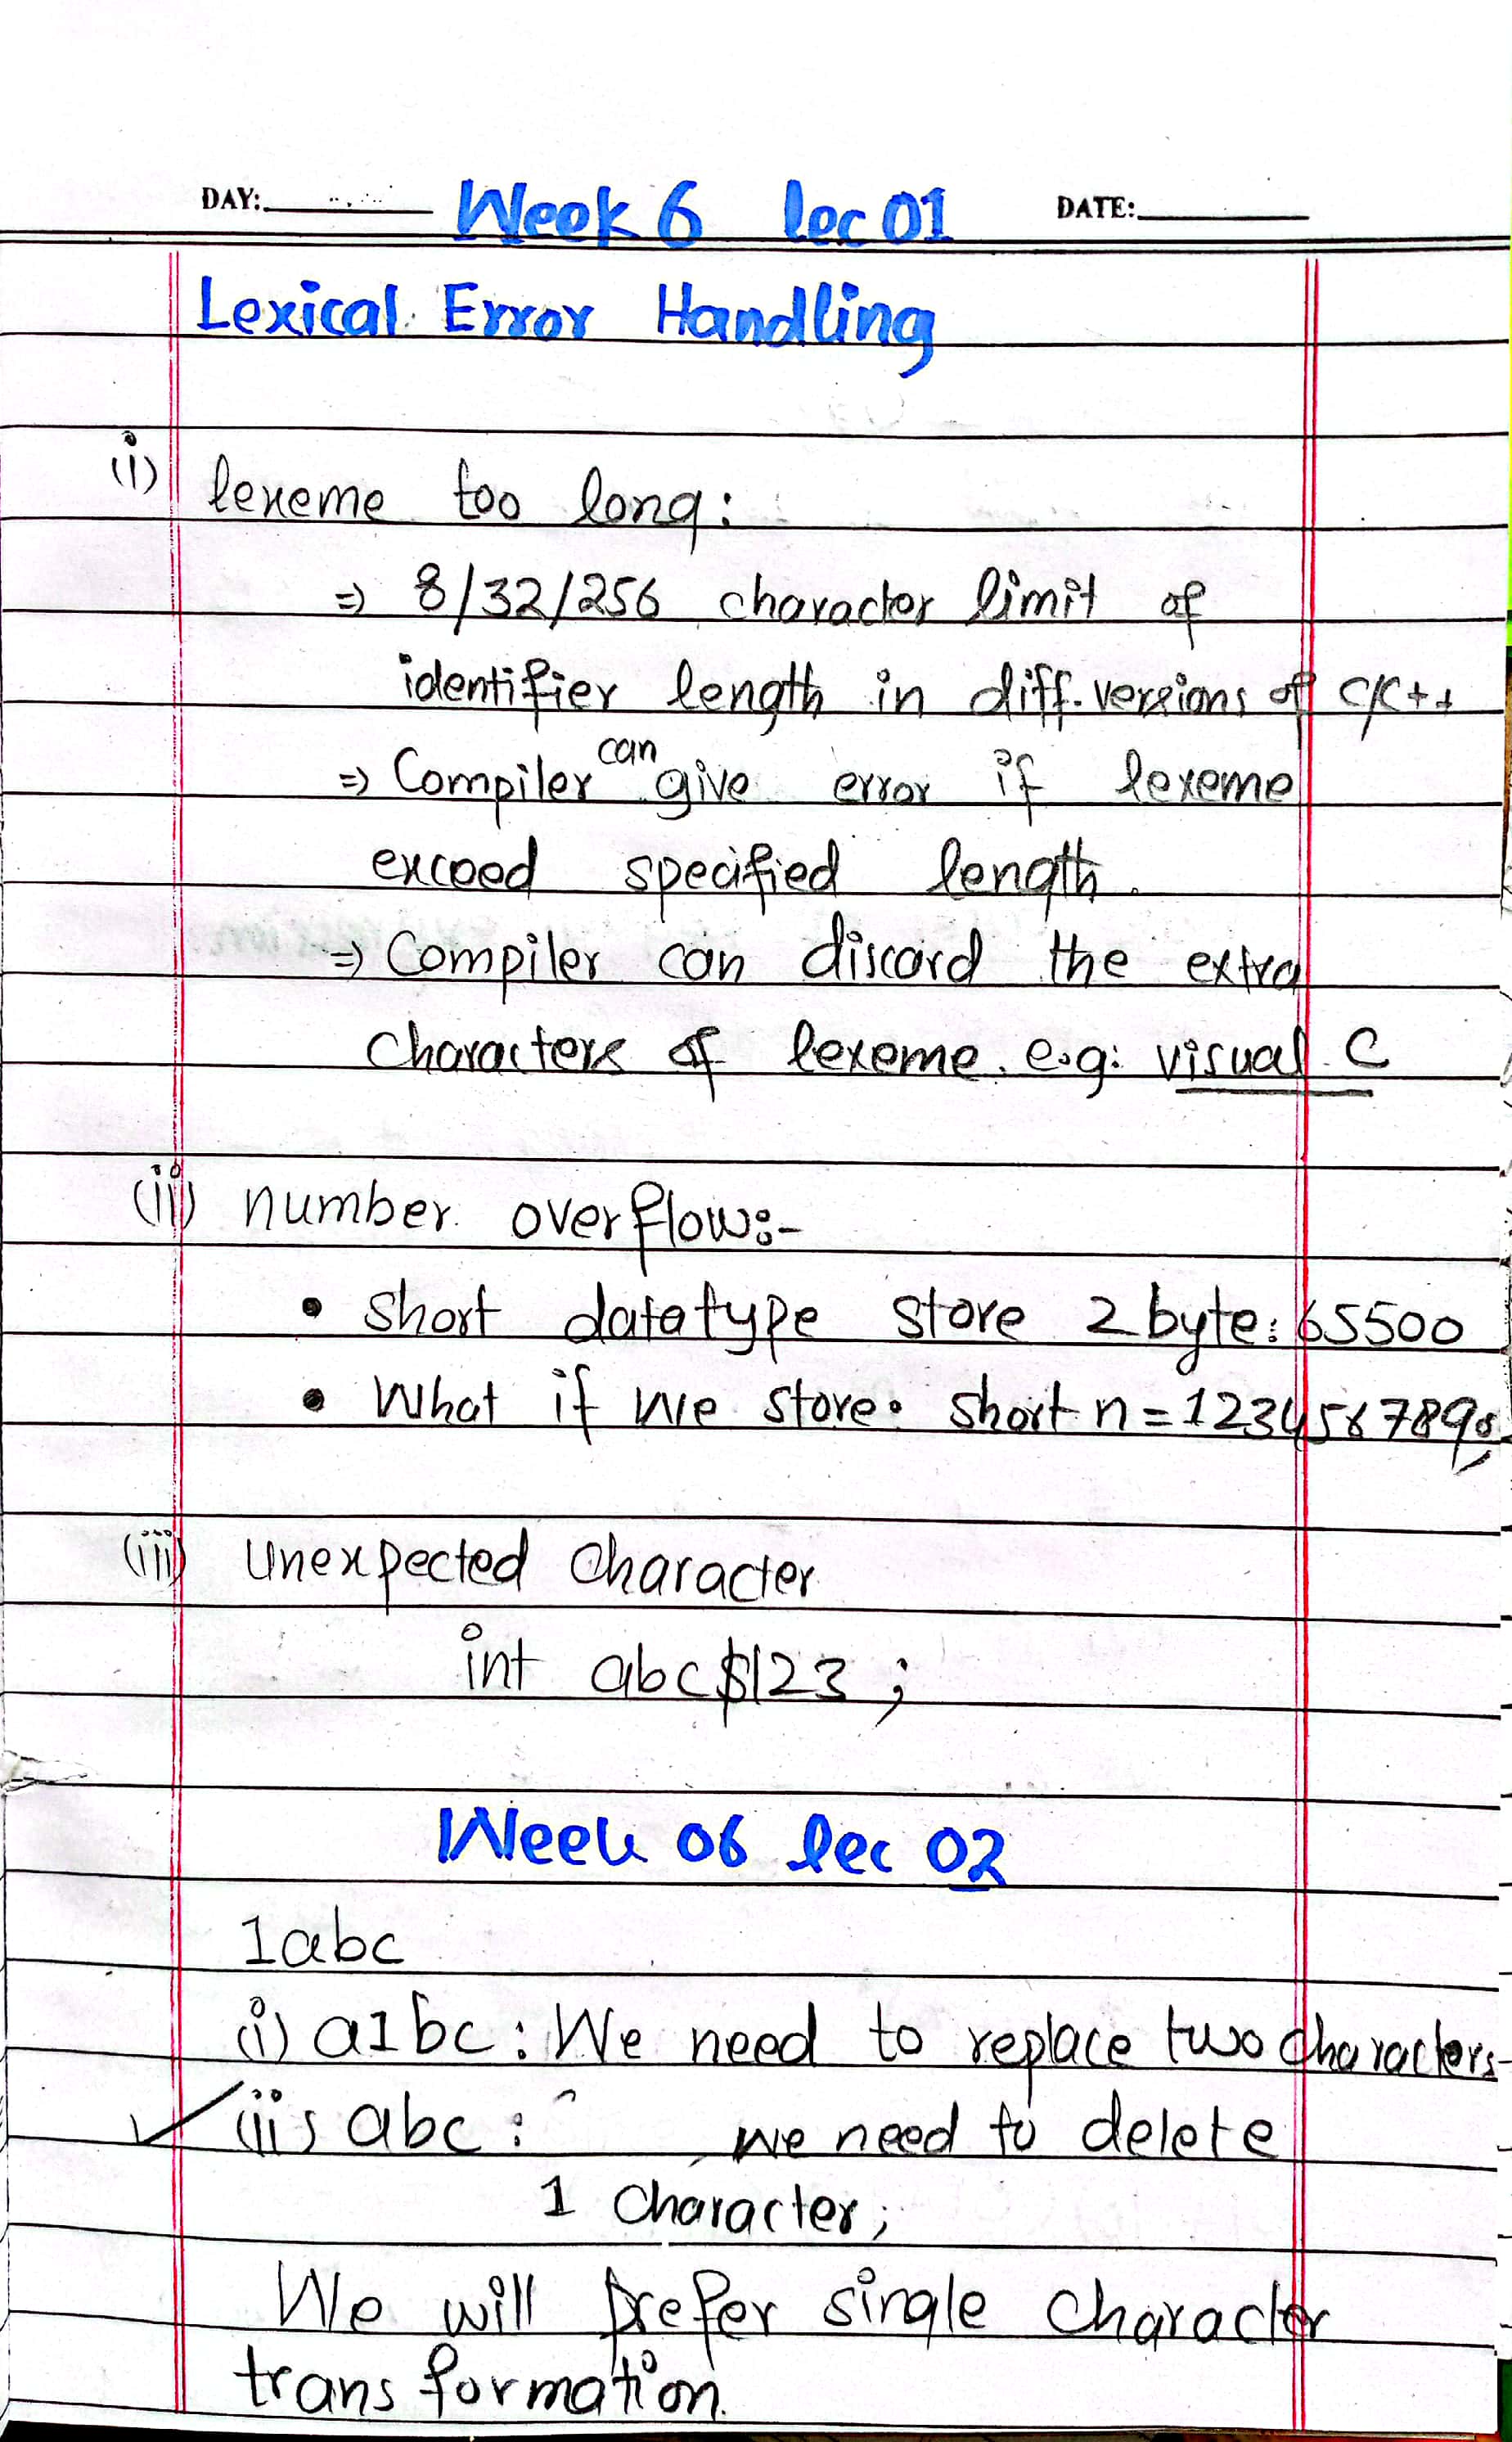 DAY: Week 6 lec 01 DATE:
Lexical Error Handling
(i) lexeme too long:
⇒ 8/32/256 character limit of
identifier length in diff. versions of C/C++
⇒ Compiler can give error if lexeme
exceed specified length.
⇒ Compiler can discard the extra
characters of lexeme. e.g: visual C
(ii) number overflow:-
• short datatype store 2 byte: 65500
• What if we store: short n = 1234567890;
(iii) Unexpected Character
int abc$123 ;
Week 06 lec 02
1abc
(i) a1bc : We need to replace two characters
(ii) abc : we need to delete
1 character;
We will prefer single character
transformation.